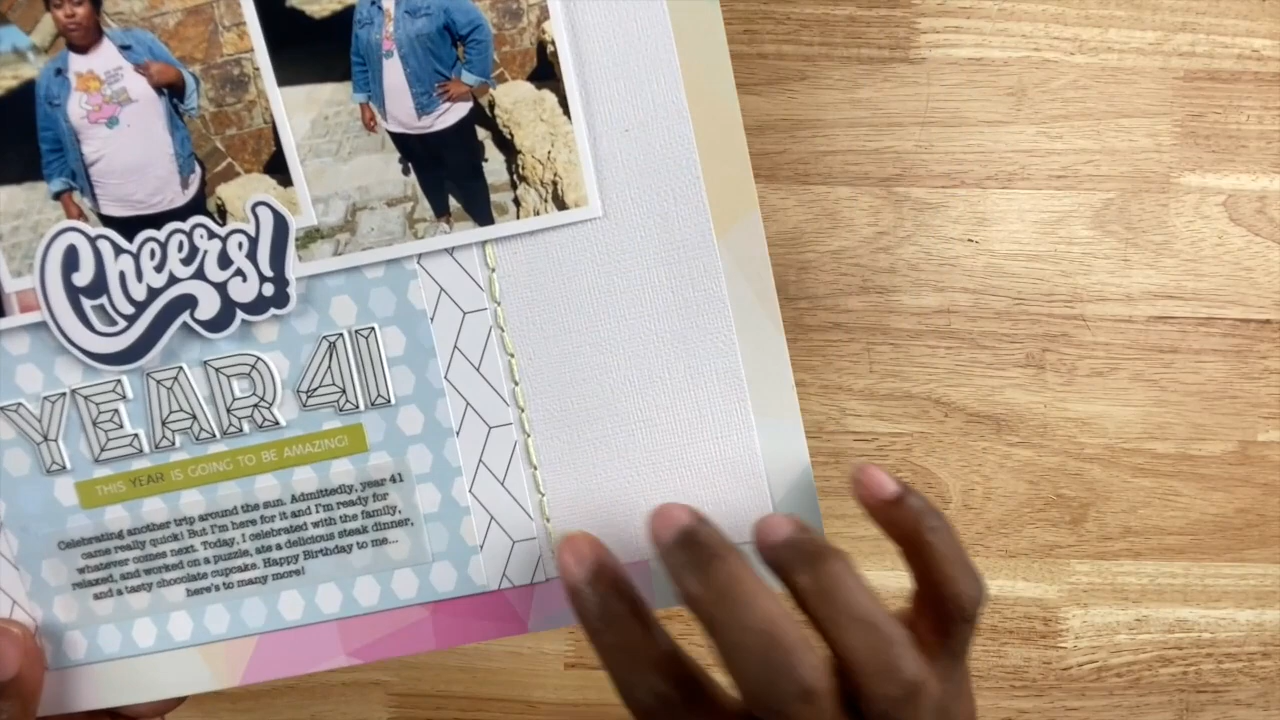 Cheers!
YEAR 41
THIS YEAR IS GOING TO BE AMAZING!
Celebrating another trip around the sun. Admittedly, year 41
came really quick! But I'm here for it and I'm ready for
whatever comes next. Today, I celebrated with the family,
relaxed, and worked on a puzzle, ate a delicious steak dinner,
and a tasty chocolate cupcake. Happy Birthday to me...
here's to many more!